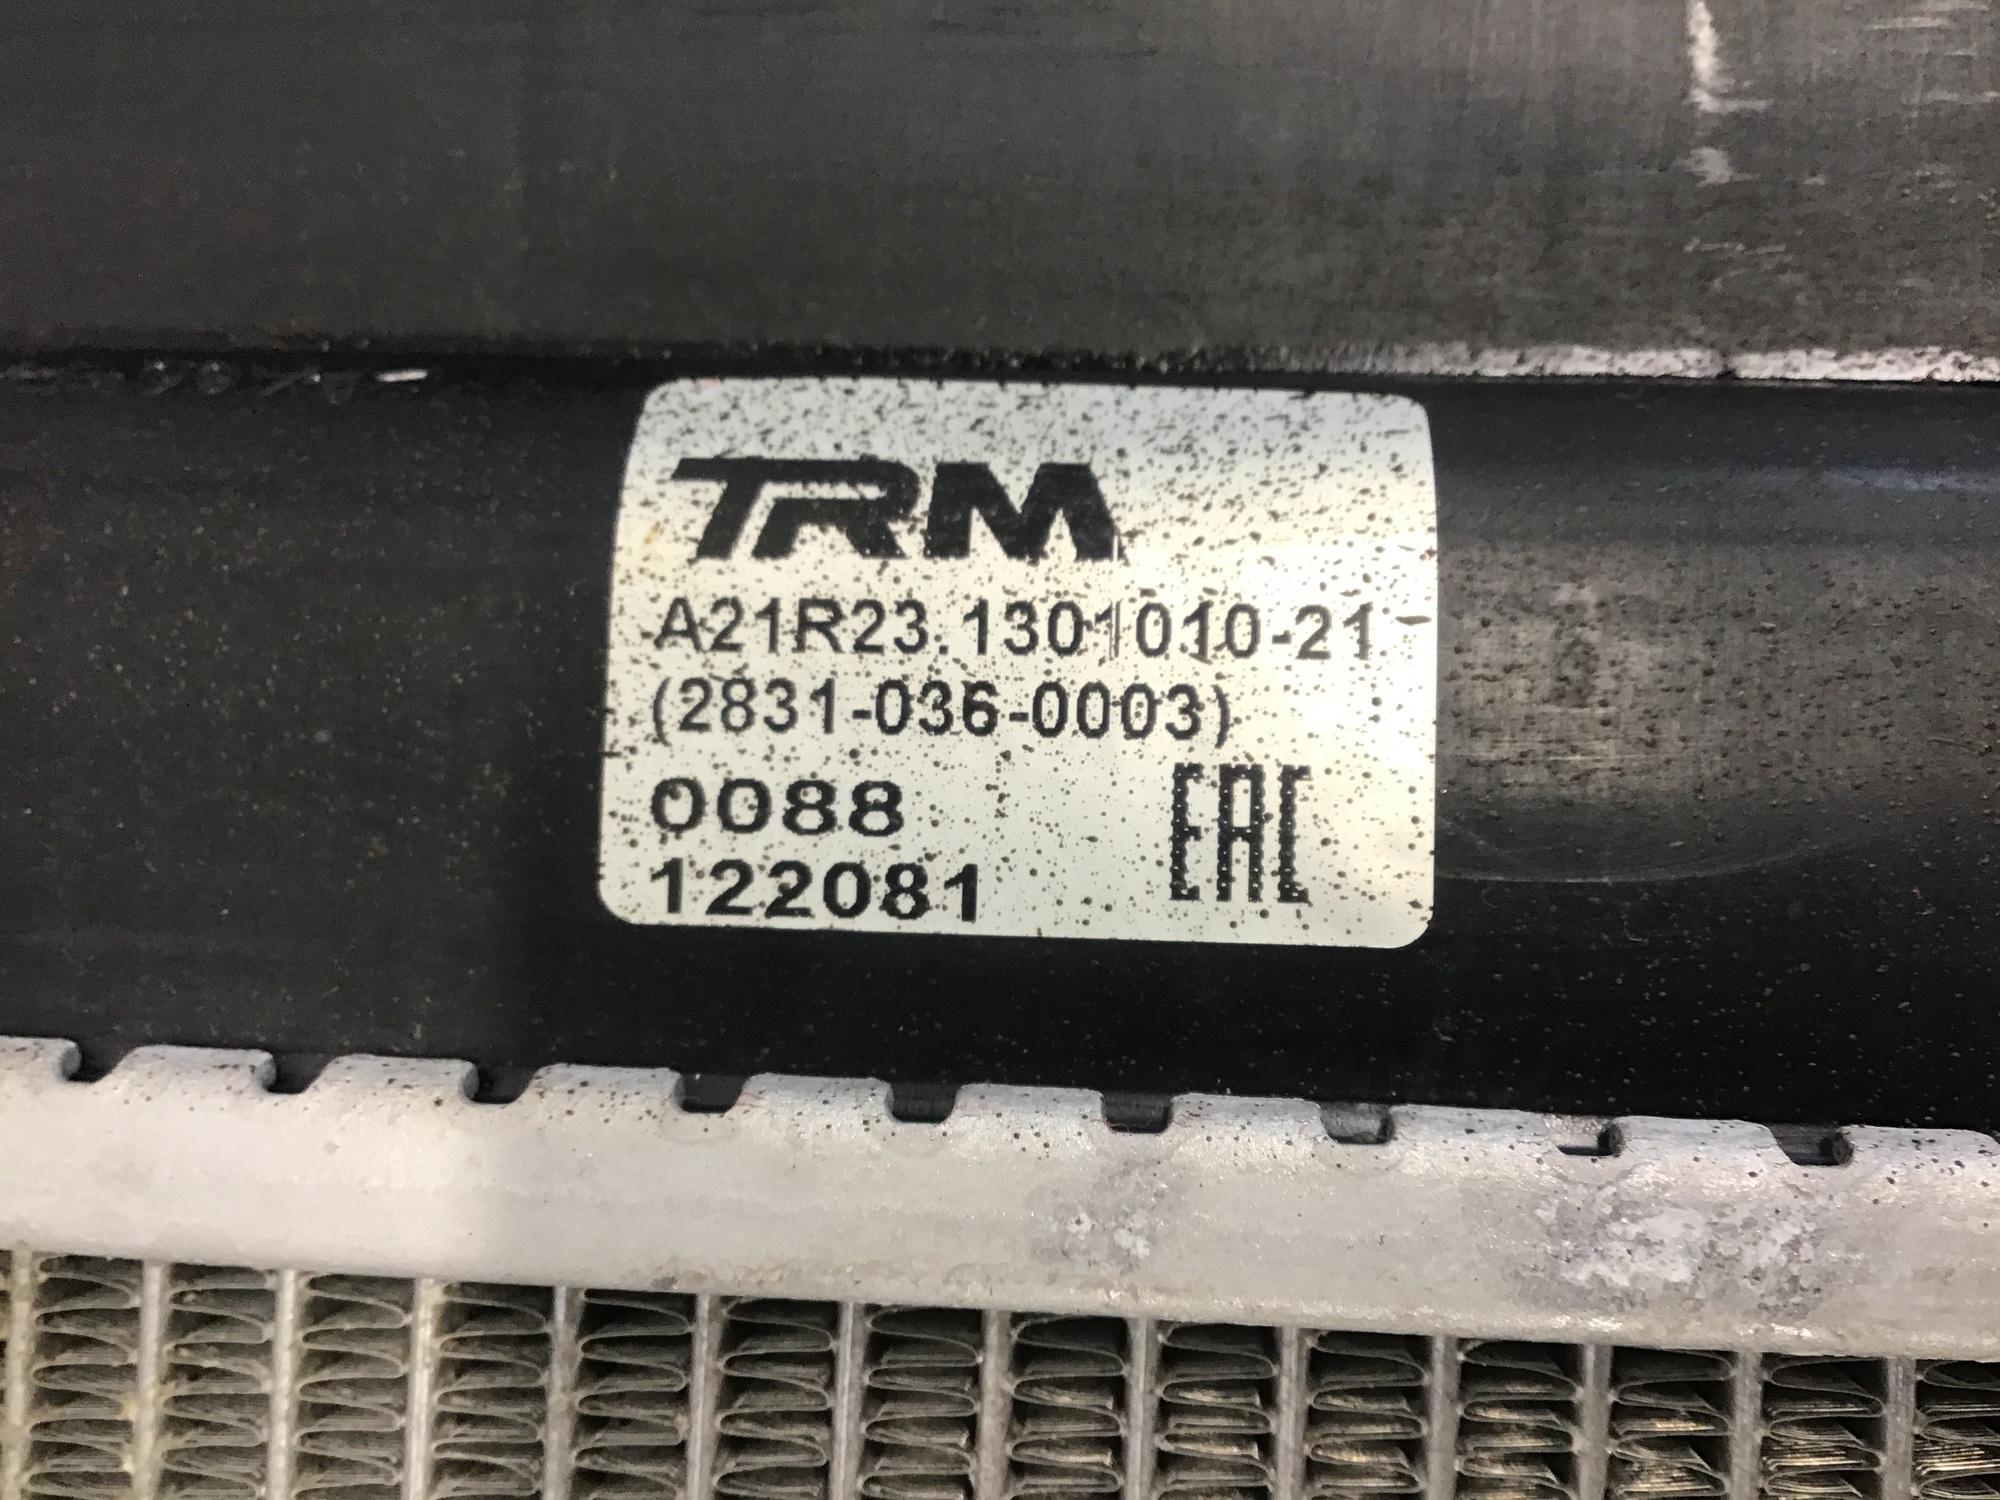 TRM
A21R23.1301010-21
(2831-036-0003)
0088
122081
EAC